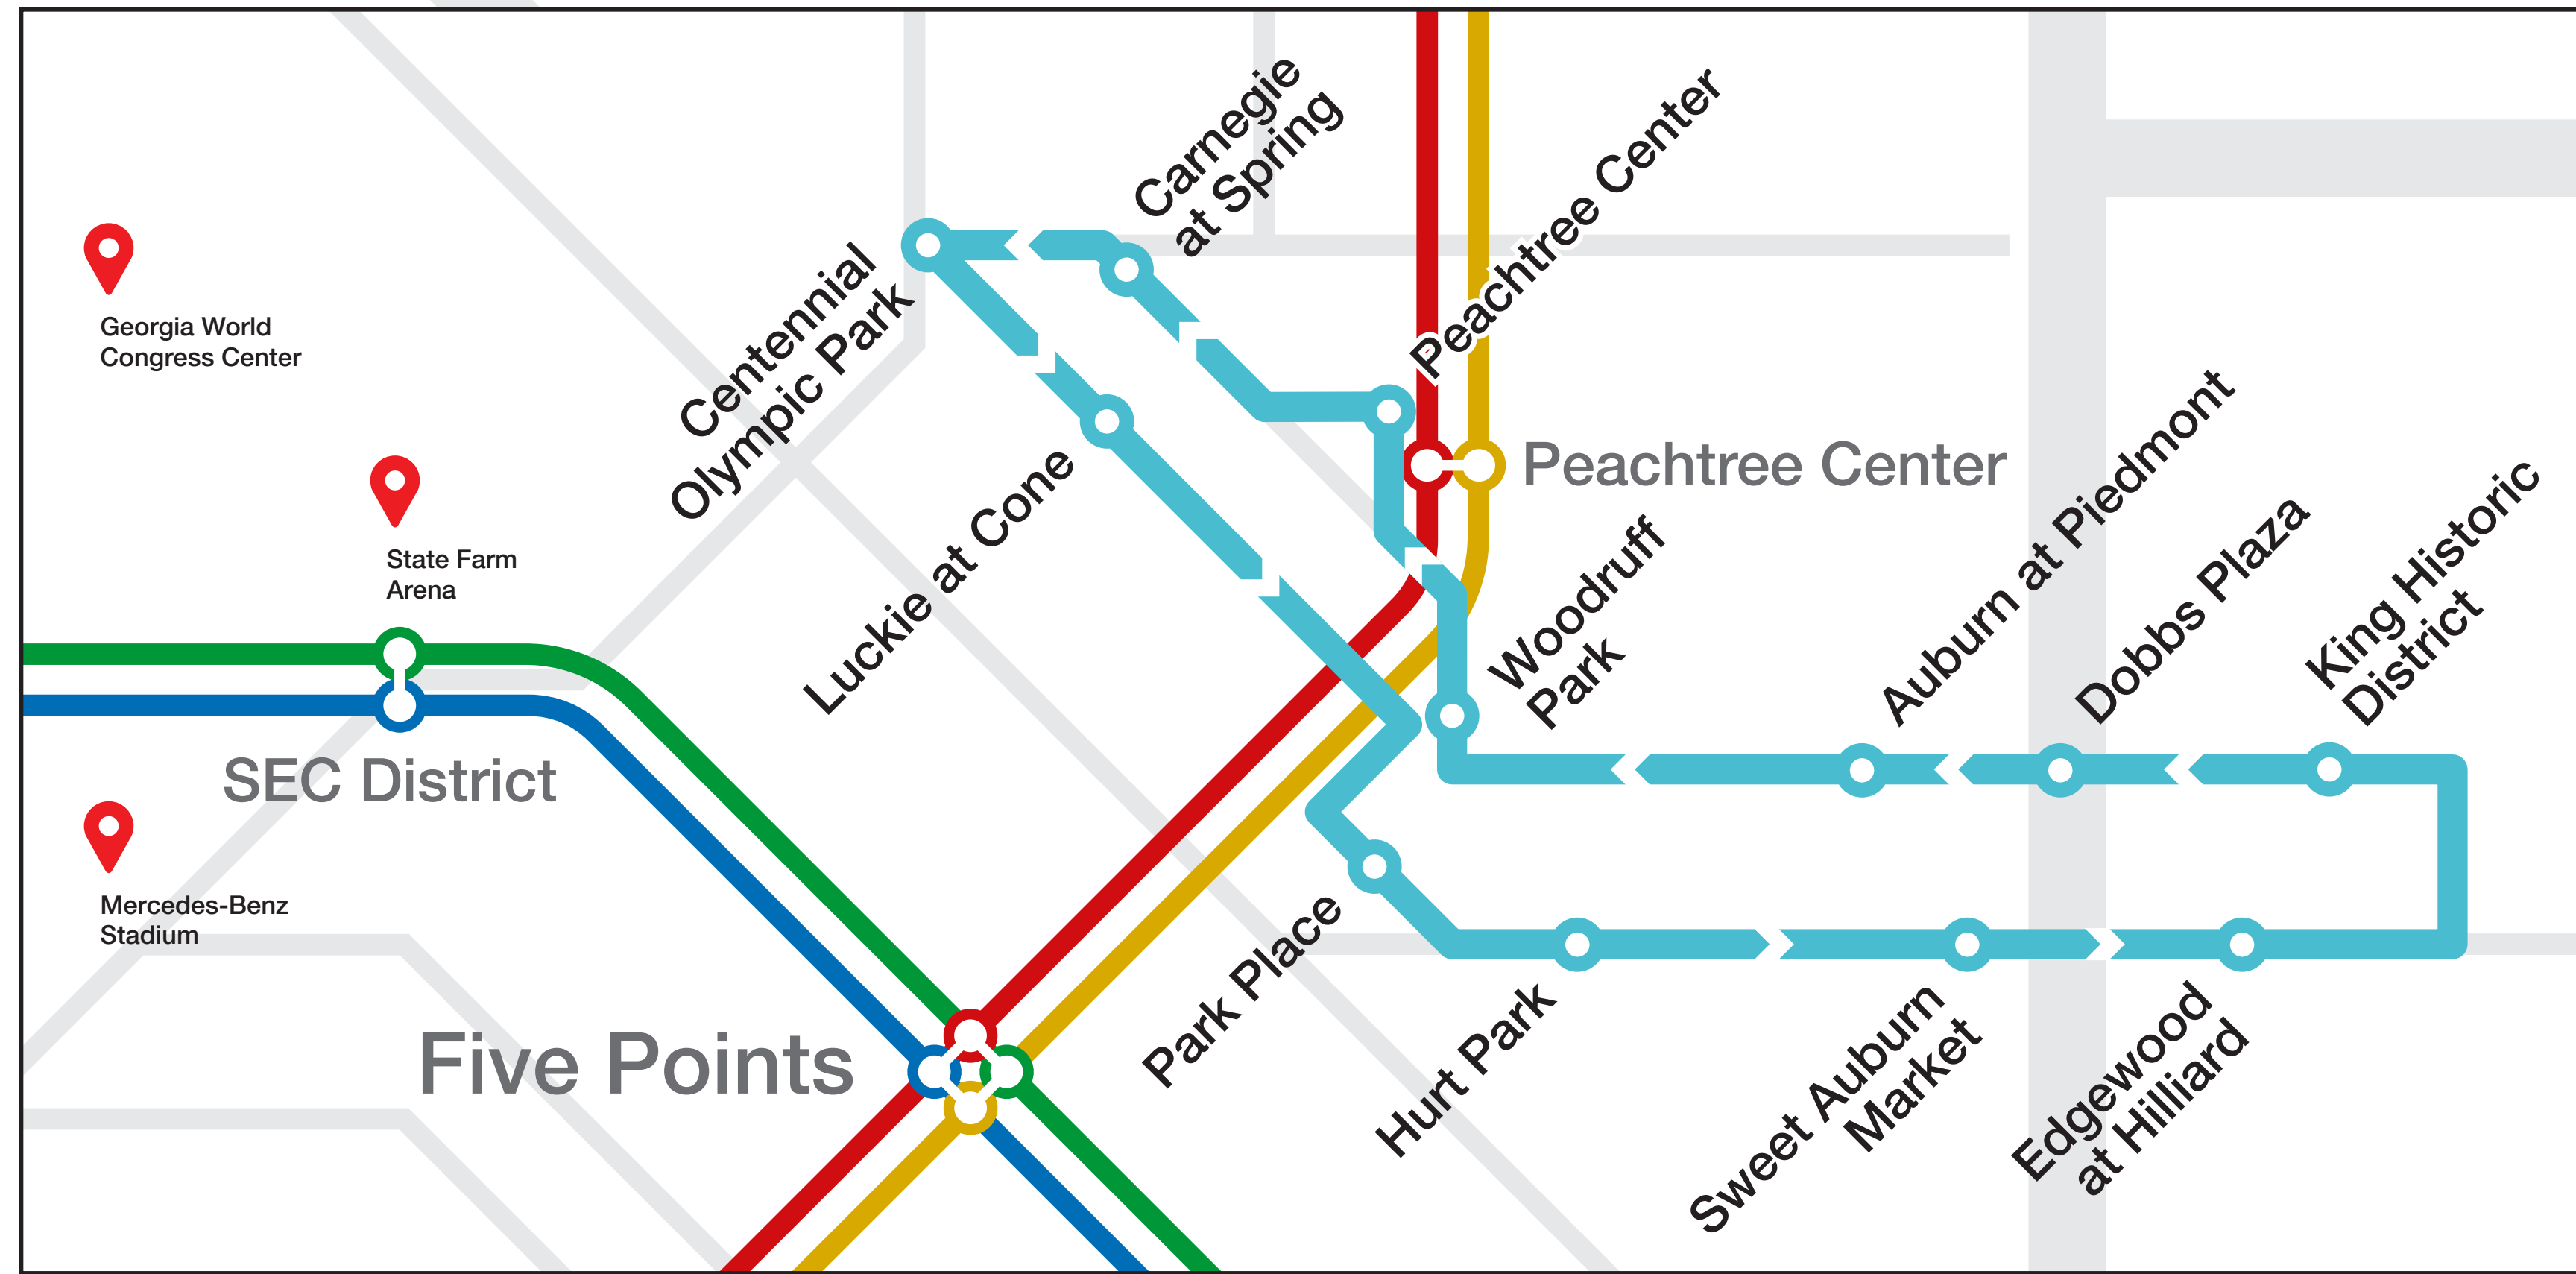 Carnegie
at Spring
Peachtree Center
Georgia World
Congress Center
Centennial
Olympic Park
State Farm
Arena
Luckie at Cone
Peachtree Center
Woodruff
Park
Auburn at Piedmont
Dobbs Plaza
King Historic
District
SEC District
Mercedes-Benz
Stadium
Five Points
Park Place
Hurt Park
Sweet Auburn
Market
Edgewood
at Hilliard